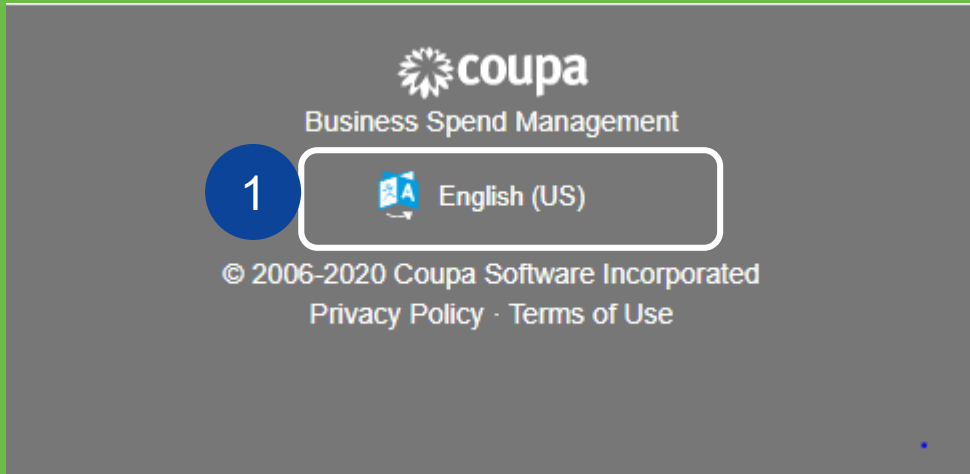 coupa
Business Spend Management
1
English (US)
© 2006-2020 Coupa Software Incorporated
Privacy Policy · Terms of Use